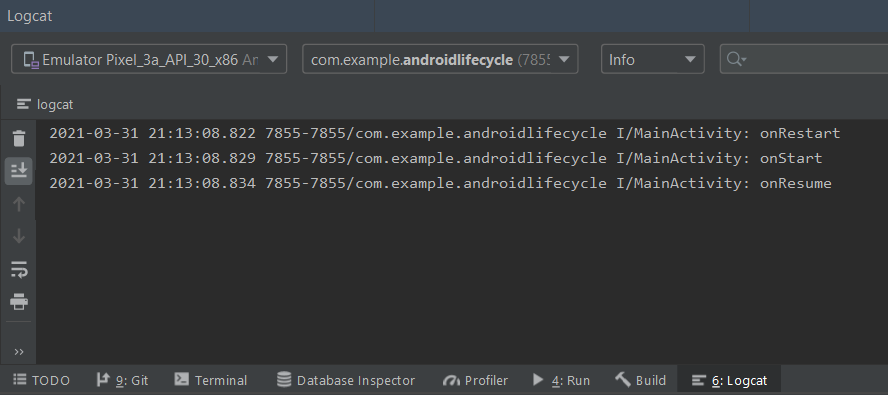 Logcat
Emulator Pixel_3a_API_30_x86 An
com.example.androidlifecycle (7855
Info
logcat
2021-03-31 21:13:08.822 7855-7855/com.example.androidlifecycle I/MainActivity: onRestart
2021-03-31 21:13:08.829 7855-7855/com.example.androidlifecycle I/MainActivity: onStart
2021-03-31 21:13:08.834 7855-7855/com.example.androidlifecycle I/MainActivity: onResume
TODO
9: Git
Terminal
Database Inspector
Profiler
4: Run
Build
6: Logcat